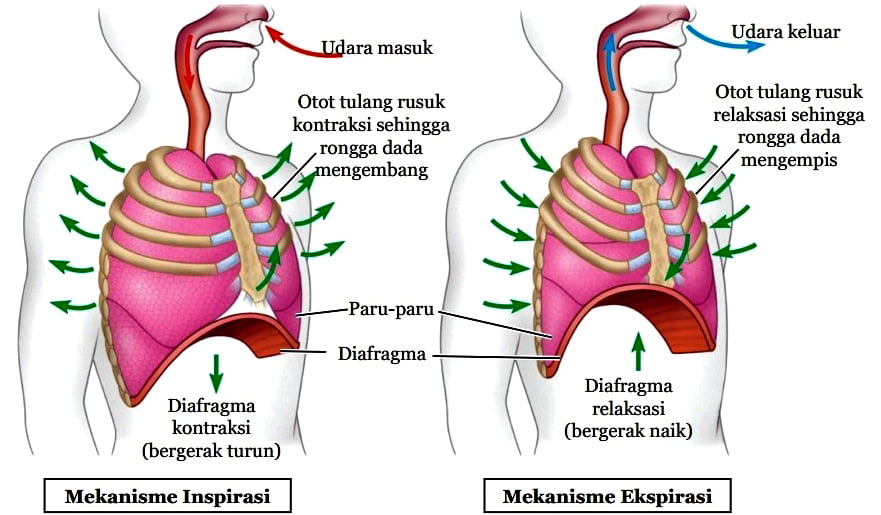 Udara masuk
Otot tulang rusuk
kontraksi sehingga
rongga dada
mengembang
Udara keluar
Otot tulang rusuk
relaksasi sehingga
rongga dada
mengempis
Paru-paru
Diafragma
Diafragma
kontraksi
(bergerak turun)
Diafragma
relaksasi
(bergerak naik)
Mekanisme Inspirasi
Mekanisme Ekspirasi